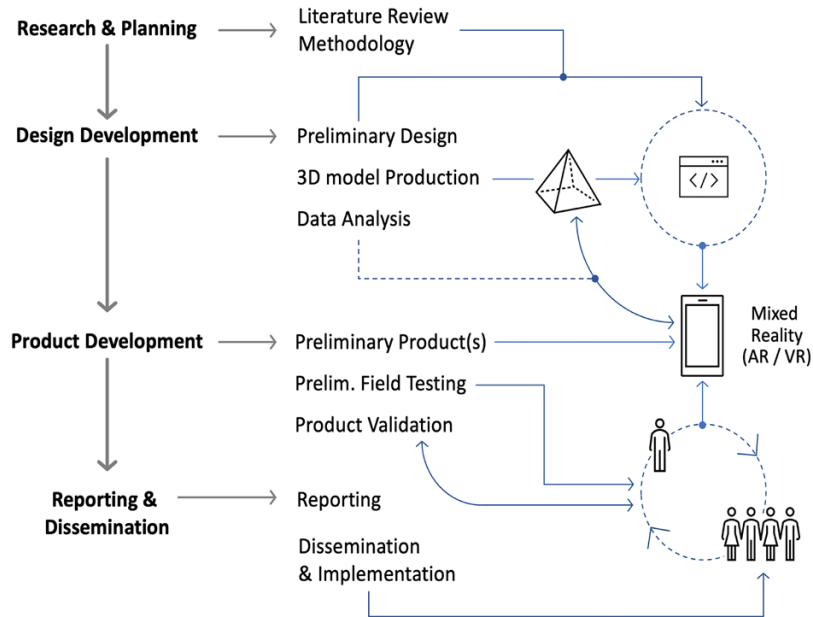 Research & Planning
Literature Review
Methodology
Design Development
Preliminary Design
3D model Production
</>
Data Analysis
Product Development
Preliminary Product(s)
Mixed
Reality
(AR / VR)
Prelim. Field Testing
Product Validation
Reporting &
Dissemination
Reporting
Dissemination
& Implementation